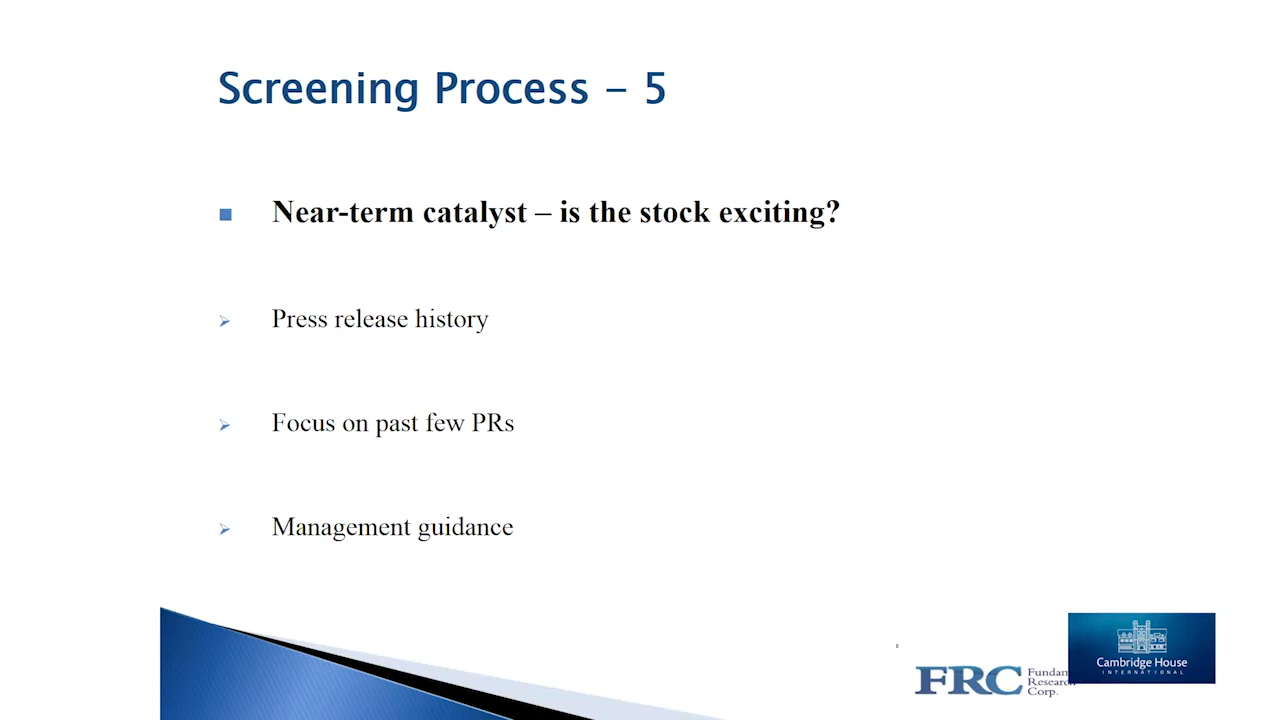 Screening Process – 5
Near-term catalyst – is the stock exciting?
Press release history
Focus on past few PRs
Management guidance
FRC
Research
Corp.
Cambridge House
INTERNATIONAL